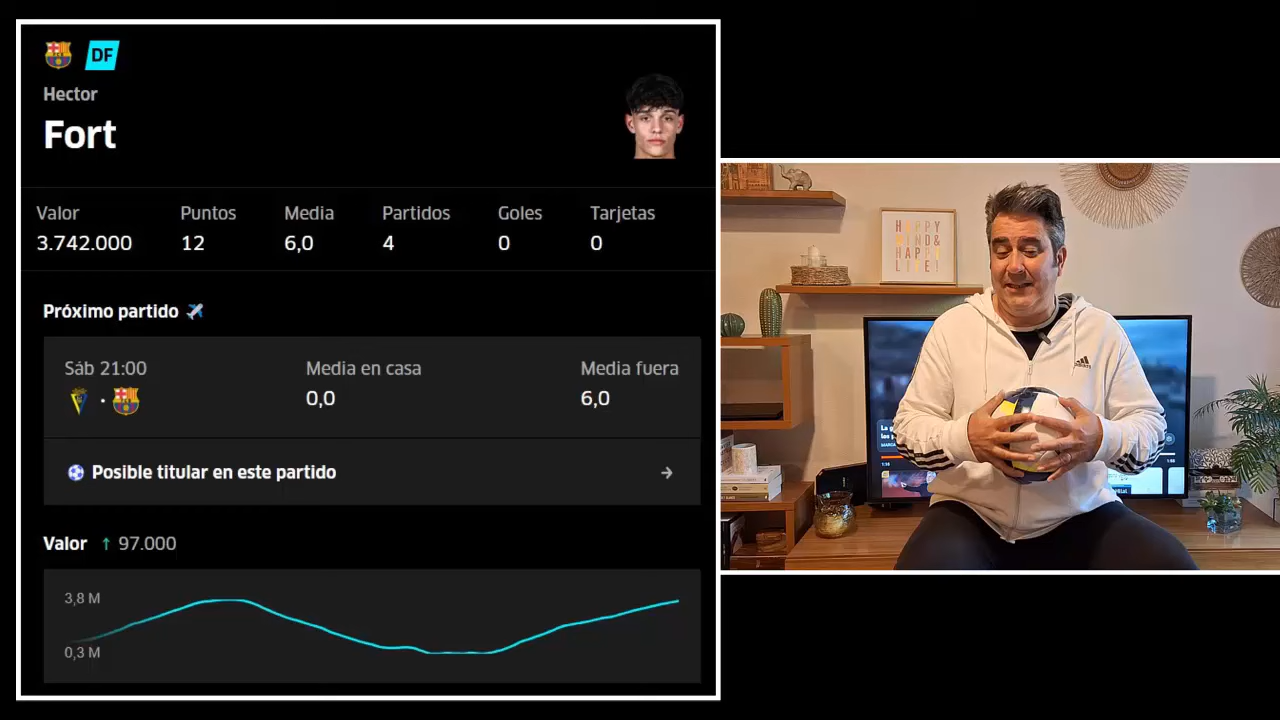 DF
Hector
Fort
Valor Puntos Media Partidos Goles Tarjetas
3.742.000 12 6,0 4 0 0
Próximo partido
Sáb 21:00 Media en casa Media fuera
0,0 6,0
Posible titular en este partido
Valor ↑ 97.000
3,8 M
0,3 M
HAPPY
MIND&
HAPPY
LIFE!
adidas